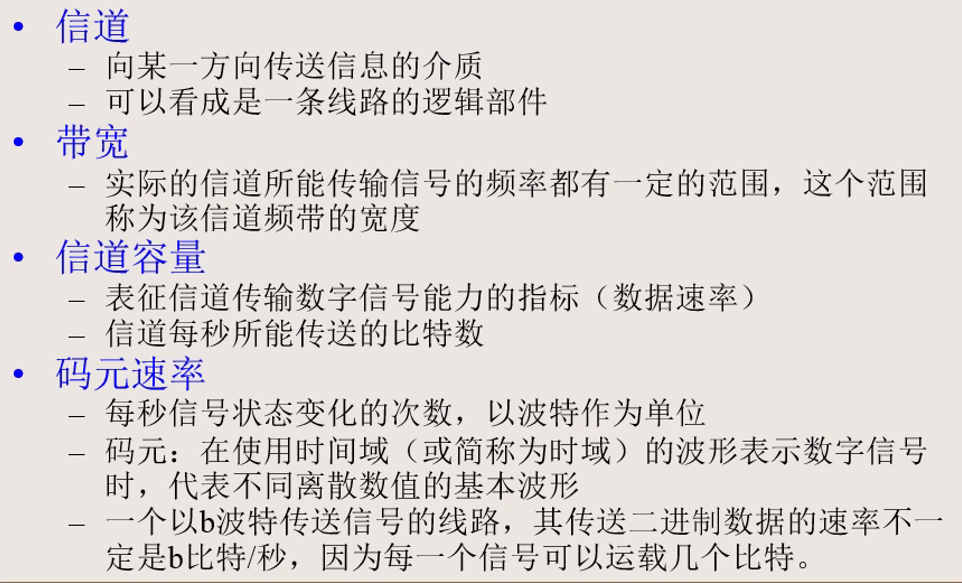 • 信道
– 向某一方向传送信息的介质
– 可以看成是一条线路的逻辑部件
• 带宽
– 实际的信道所能传输信号的频率都有一定的范围，这个范围
称为该信道频带的宽度
• 信道容量
– 表征信道传输数字信号能力的指标（数据速率）
– 信道每秒所能传送的比特数
• 码元速率
– 每秒信号状态变化的次数，以波特作为单位
– 码元：在使用时间域（或简称为时域）的波形表示数字信号
时，代表不同离散数值的基本波形
– 一个以b波特传送信号的线路，其传送二进制数据的速率不一
定是b比特/秒，因为每一个信号可以运载几个比特。